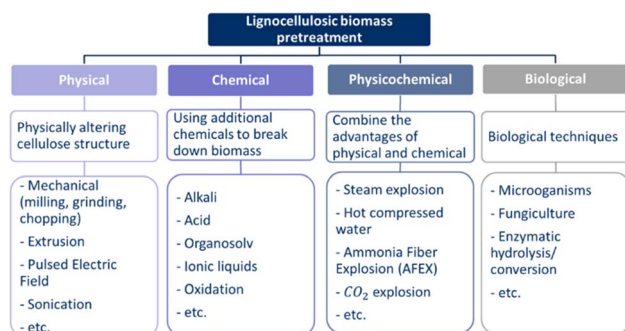 Lignocellulosic biomass
pretreatment
Physical
Chemical
Physicochemical
Biological
Physically altering
cellulose structure
Using additional
chemicals to break
down biomass
Combine the
advantages of
physical and chemical
Biological techniques
- Mechanical
(milling, grinding,
chopping)
- Extrusion
- Pulsed Electric
Field
- Sonication
- etc.
- Alkali
- Acid
- Organosolv
- Ionic liquids
- Oxidation
- etc.
- Steam explosion
- Hot compressed
water
- Ammonia Fiber
Explosion (AFEX)
- CO₂ explosion
- etc.
- Microoganisms
- Fungiculture
- Enzymatic
hydrolysis/
conversion
- etc.